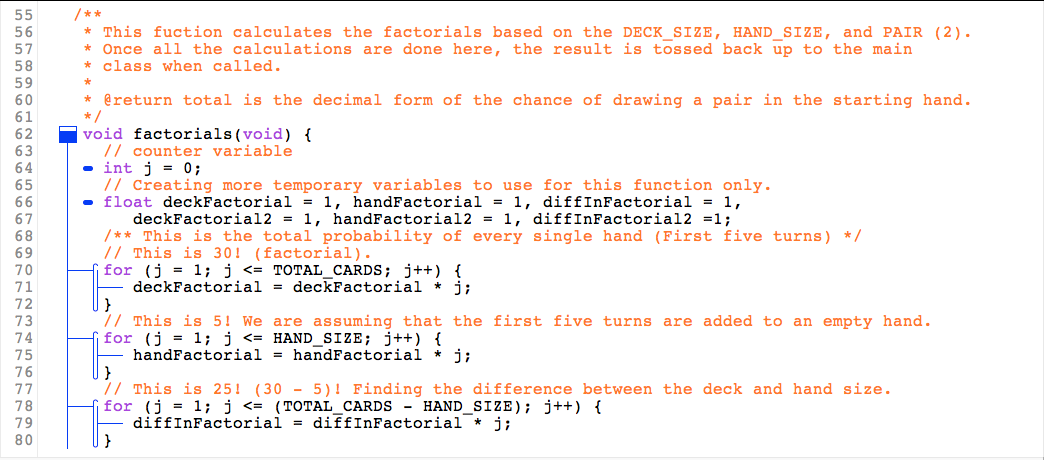 55 /**
56 * This fuction calculates the factorials based on the DECK_SIZE, HAND_SIZE, and PAIR (2).
57 * Once all the calculations are done here, the result is tossed back up to the main
58 * class when called.
59 *
60 * @return total is the decimal form of the chance of drawing a pair in the starting hand.
61 */
62 void factorials(void) {
63 // counter variable
64 int j = 0;
65 // Creating more temporary variables to use for this function only.
66 float deckFactorial = 1, handFactorial = 1, diffInFactorial = 1,
67 deckFactorial2 = 1, handFactorial2 = 1, diffInFactorial2 =1;
68 /** This is the total probability of every single hand (First five turns) */
69 // This is 30! (factorial).
70 for (j = 1; j <= TOTAL_CARDS; j++) {
71 deckFactorial = deckFactorial * j;
72 }
73 // This is 5! We are assuming that the first five turns are added to an empty hand.
74 for (j = 1; j <= HAND_SIZE; j++) {
75 handFactorial = handFactorial * j;
76 }
77 // This is 25! (30 - 5)! Finding the difference between the deck and hand size.
78 for (j = 1; j <= (TOTAL_CARDS - HAND_SIZE); j++) {
79 diffInFactorial = diffInFactorial * j;
80 }